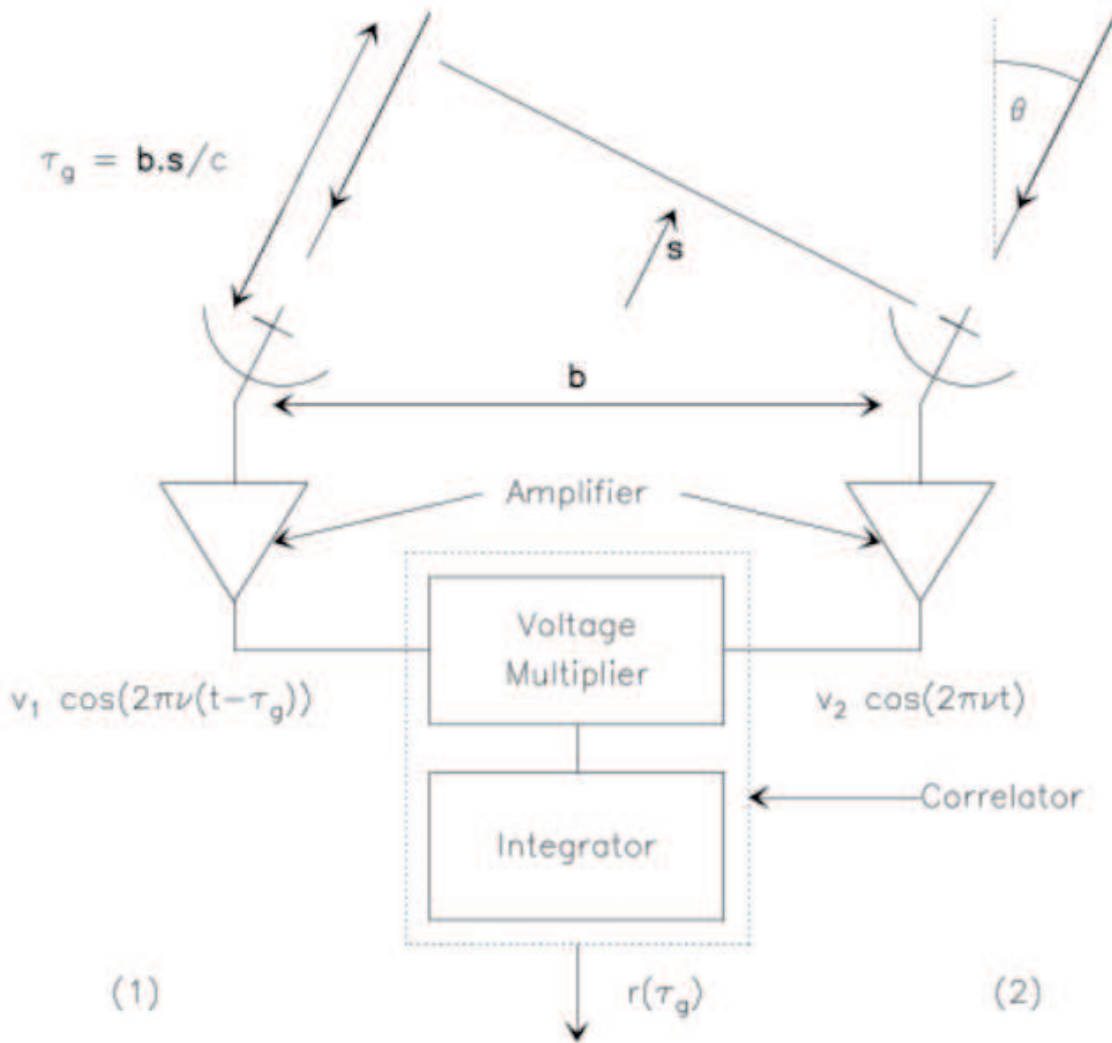 θ
τg = b.s/c
s
b
Amplifier
Voltage
Multiplier
v1 cos(2πν(t−τg))
v2 cos(2πνt)
Correlator
Integrator
(1)
r(τg)
(2)